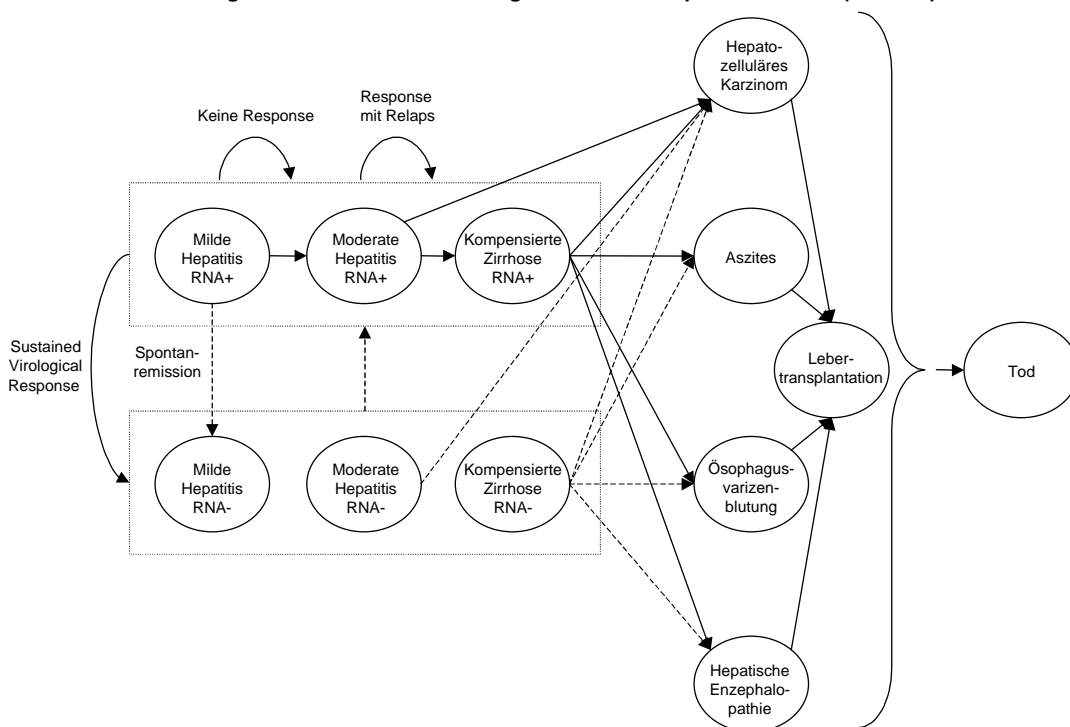 Hepato-
zelluläres
Karzinom
Keine Response
Response
mit Relaps
Milde
Hepatitis
RNA+
Moderate
Hepatitis
RNA+
Kompensierte
Zirrhose
RNA+
Aszites
Sustained
Virological
Response
Spontan-
remission
Leber-
transplantation
Tod
Milde
Hepatitis
RNA-
Moderate
Hepatitis
RNA-
Kompensierte
Zirrhose
RNA-
Ösophagus-
varizen-
blutung
Hepatische
Enzephalo-
pathie